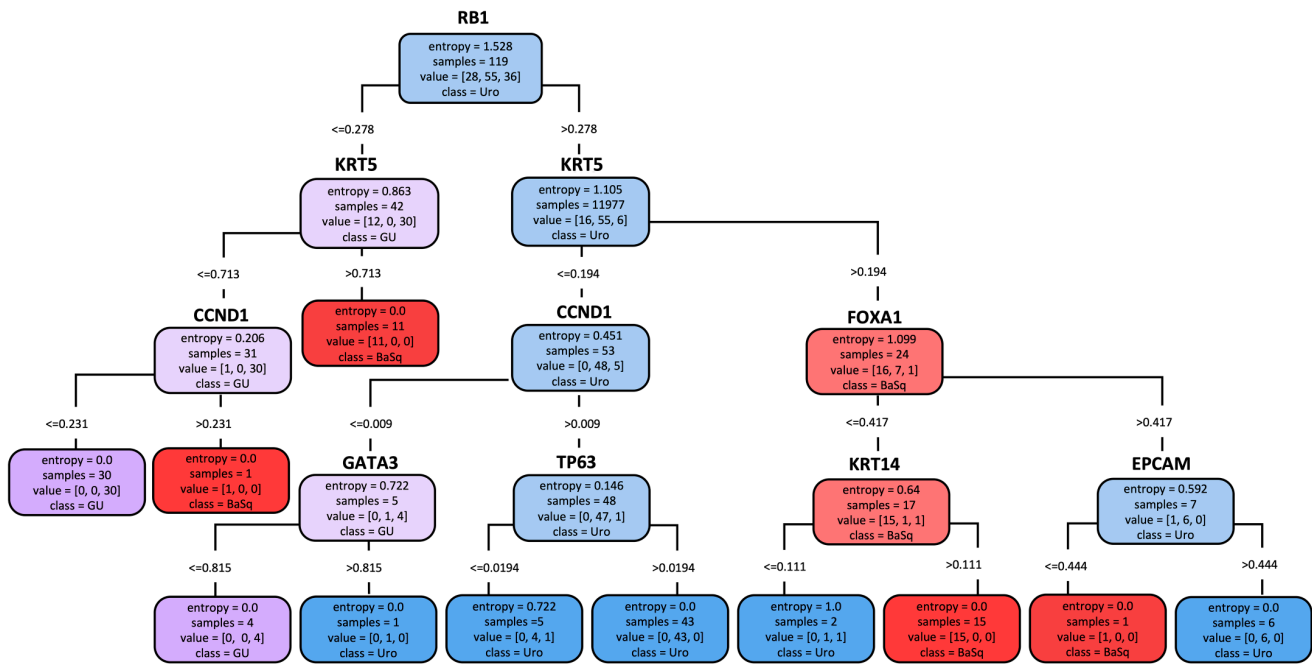 RB1
entropy = 1.528
samples = 119
value = [28, 55, 36]
class = Uro
<=0.278
>0.278
KRT5
entropy = 0.863
samples = 42
value = [12, 0, 30]
class = GU
KRT5
entropy = 1.105
samples = 11977
value = [16, 55, 6]
class = Uro
<=0.713
>0.713
<=0.194
>0.194
CCND1
entropy = 0.206
samples = 31
value = [1, 0, 30]
class = GU
entropy = 0.0
samples = 11
value = [11, 0, 0]
class = BaSq
CCND1
entropy = 0.451
samples = 53
value = [0, 48, 5]
class = Uro
FOXA1
entropy = 1.099
samples = 24
value = [16, 7, 1]
class = BaSq
<=0.231
>0.231
<=0.009
>0.009
<=0.417
>0.417
entropy = 0.0
samples = 30
value = [0, 0, 30]
class = GU
entropy = 0.0
samples = 1
value = [1, 0, 0]
class = BaSq
GATA3
entropy = 0.722
samples = 5
value = [0, 1, 4]
class = GU
TP63
entropy = 0.146
samples = 48
value = [0, 47, 1]
class = Uro
KRT14
entropy = 0.64
samples = 17
value = [15, 1, 1]
class = BaSq
EPCAM
entropy = 0.592
samples = 7
value = [1, 6, 0]
class = Uro
<=0.815
>0.815
<=0.0194
>0.0194
<=0.111
>0.111
<=0.444
>0.444
entropy = 0.0
samples = 4
value = [0, 0, 4]
class = GU
entropy = 0.0
samples = 1
value = [0, 1, 0]
class = Uro
entropy = 0.722
samples =5
value = [0, 4, 1]
class = Uro
entropy = 0.0
samples = 43
value = [0, 43, 0]
class = Uro
entropy = 1.0
samples = 2
value = [0, 1, 1]
class = Uro
entropy = 0.0
samples = 15
value = [15, 0, 0]
class = BaSq
entropy = 0.0
samples = 1
value = [1, 0, 0]
class = BaSq
entropy = 0.0
samples = 6
value = [0, 6, 0]
class = Uro